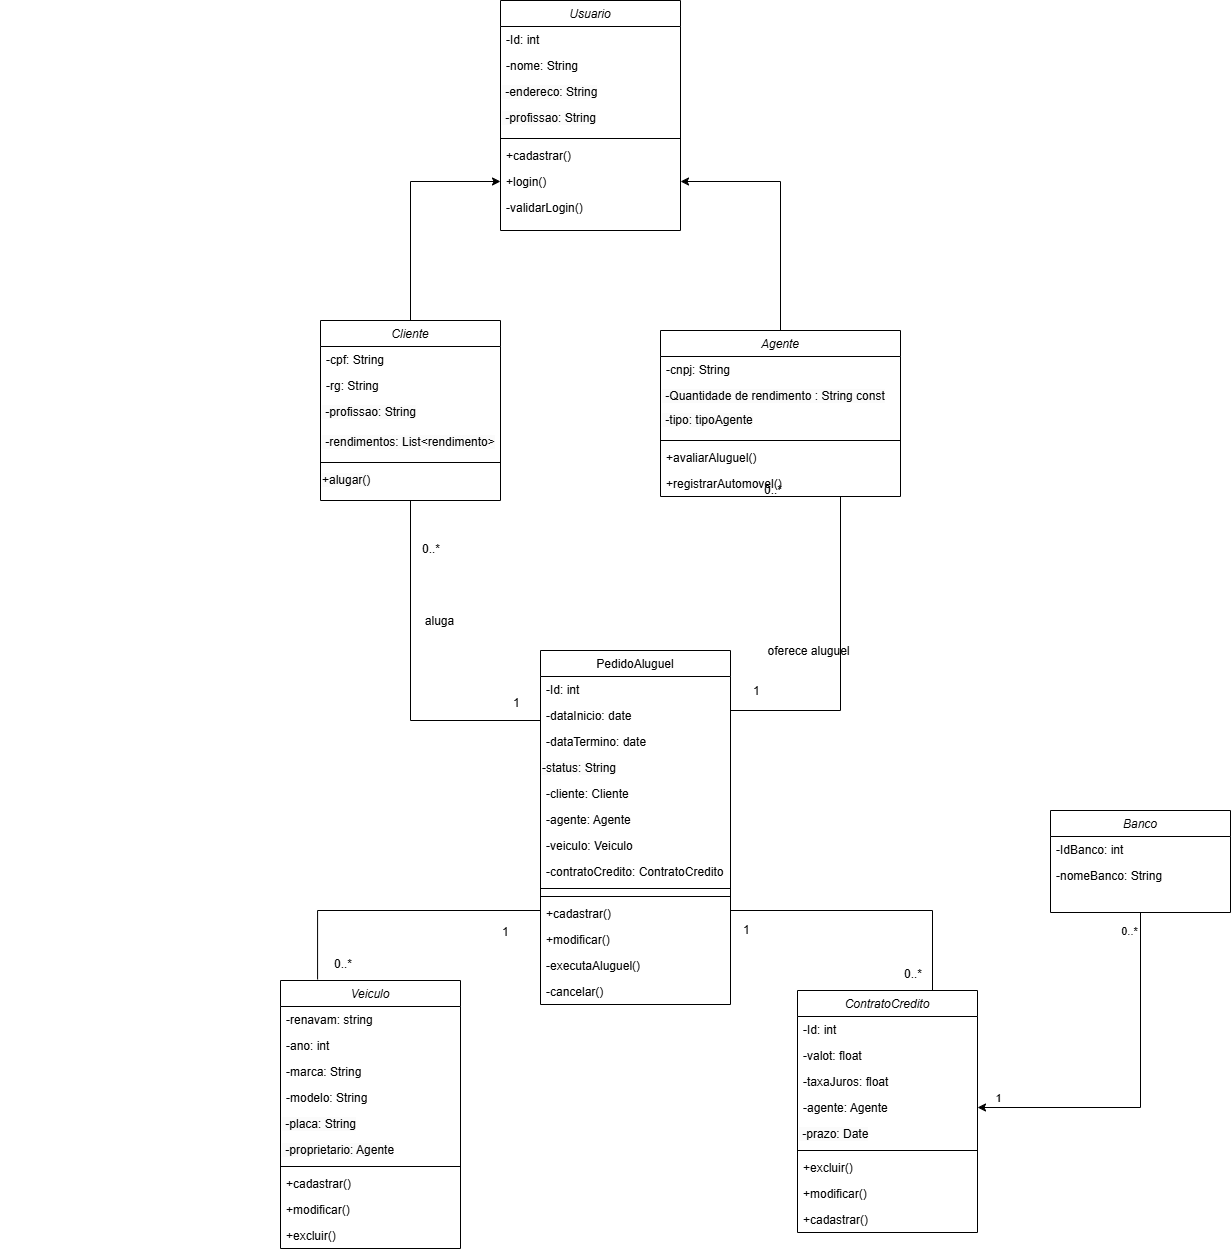 Usuario
-Id: int
-nome: String
-endereco: String
-profissao: String
+cadastrar()
+login()
-validarLogin()
Cliente
-cpf: String
-rg: String
-profissao: String
-rendimentos: List<rendimento>
+alugar()
Agente
-cnpj: String
-Quantidade de rendimento : String const
-tipo: tipoAgente
+avaliarAluguel()
+registrarAutomovel()
0..*
0..*
aluga
1
oferece aluguel
1
PedidoAluguel
-Id: int
-dataInicio: date
-dataTermino: date
-status: String
-cliente: Cliente
-agente: Agente
-veiculo: Veiculo
-contratoCredito: ContratoCredito
+cadastrar()
+modificar()
-executaAluguel()
-cancelar()
Banco
-IdBanco: int
-nomeBanco: String
0..*
1
1
0..*
1
0..*
Veiculo
-renavam: string
-ano: int
-marca: String
-modelo: String
-placa: String
-proprietario: Agente
+cadastrar()
+modificar()
+excluir()
ContratoCredito
-Id: int
-valot: float
-taxaJuros: float
-agente: Agente
-prazo: Date
+excluir()
+modificar()
+cadastrar()